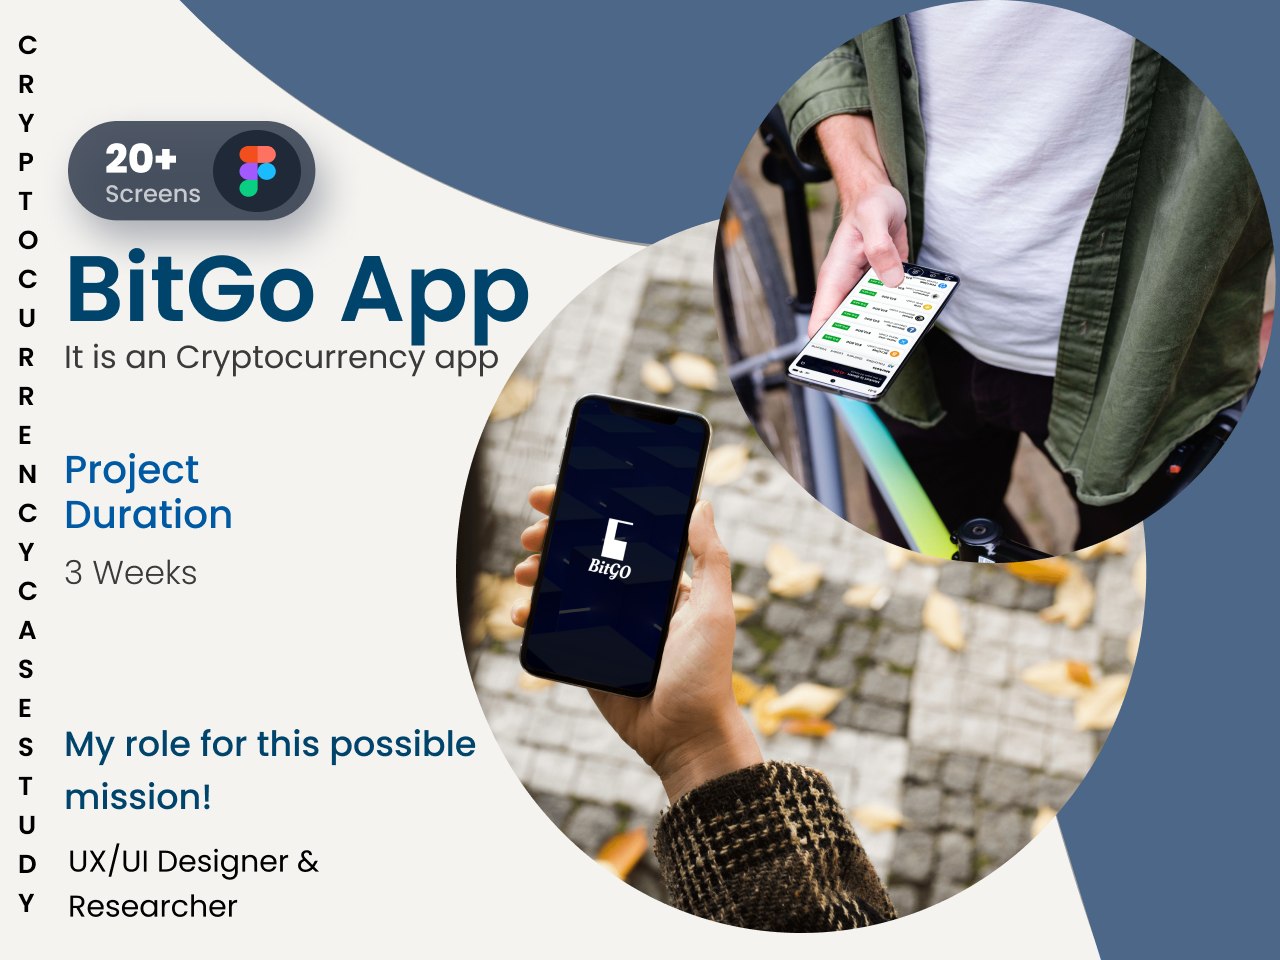 CRYPTOCURRENCY CASE STUDY
20+
Screens
BitGo App
It is an Cryptocurrency app
Project
Duration
3 Weeks
My role for this possible
mission!
UX/UI Designer &
Researcher
BitGO